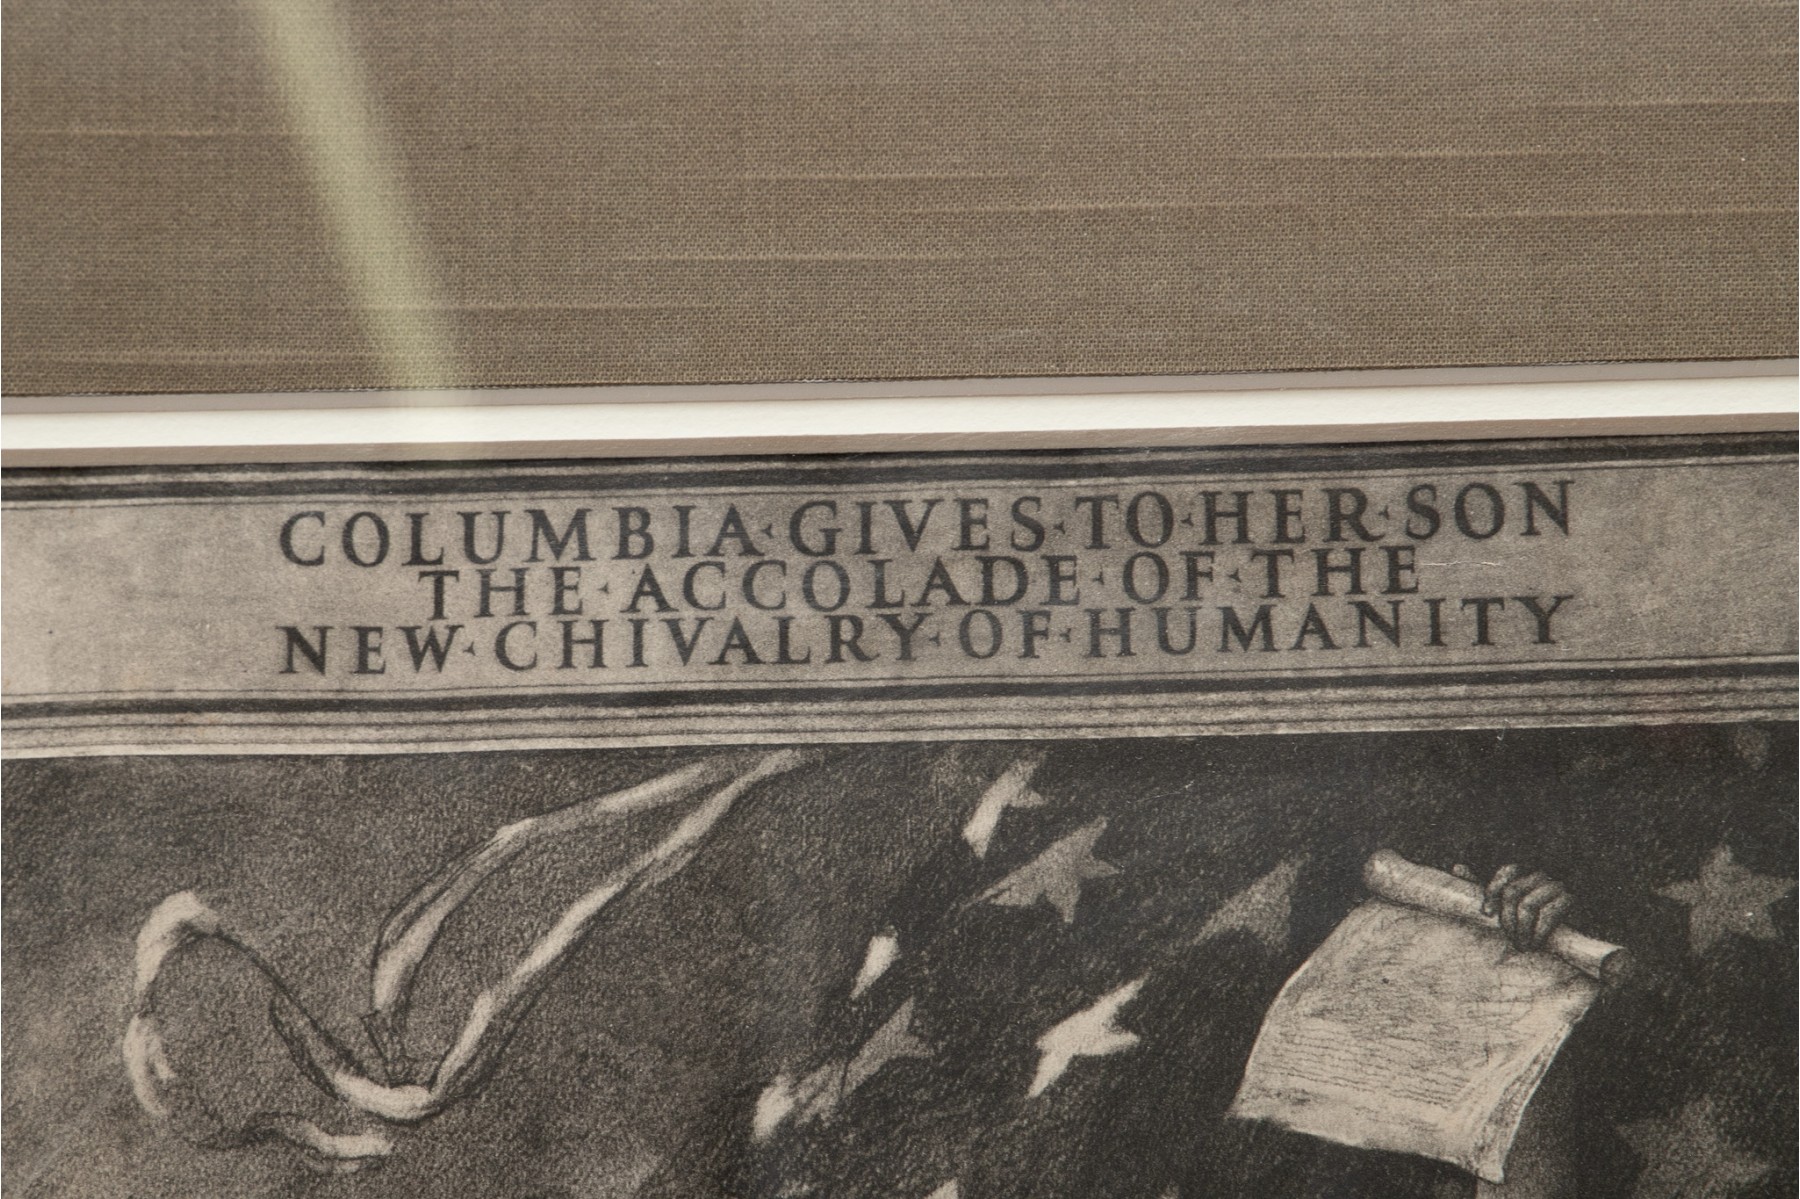 COLUMBIA·GIVES·TO·HER·SON
THE·ACCOLADE·OF·THE
NEW·CHIVALRY·OF·HUMANITY